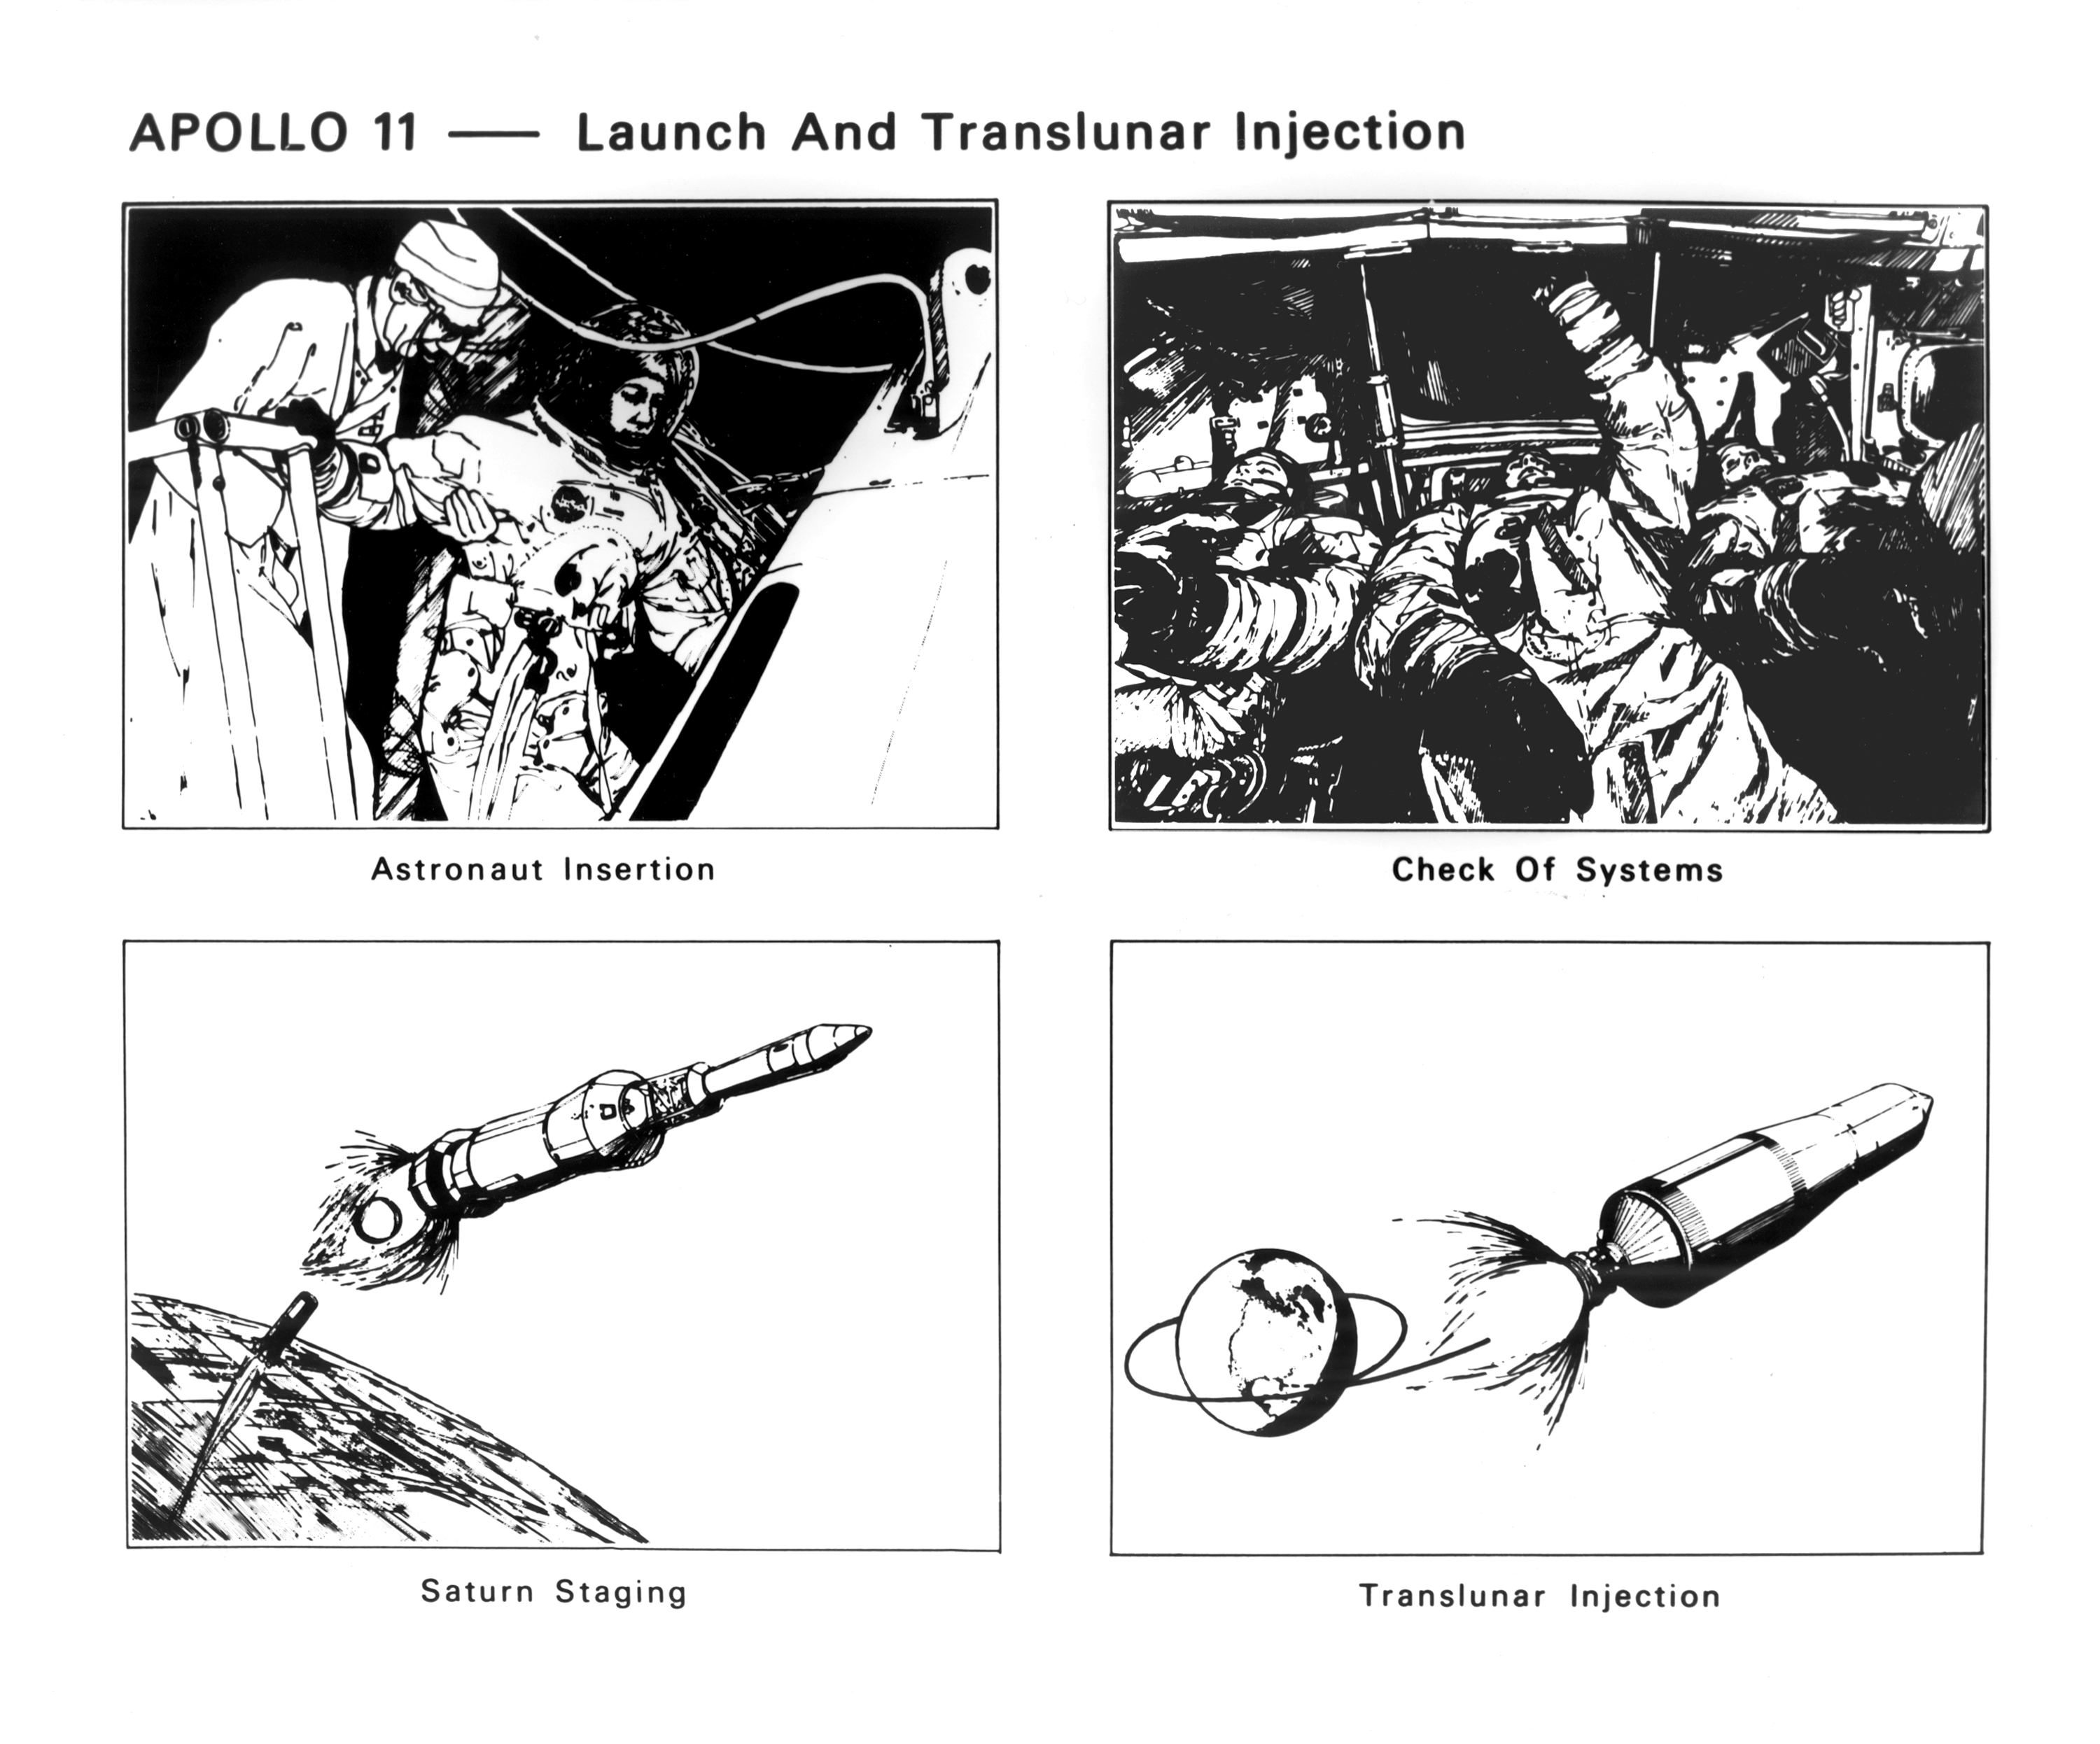 APOLLO 11 — Launch And Translunar Injection
Astronaut Insertion
Check Of Systems
Saturn Staging
Translunar Injection